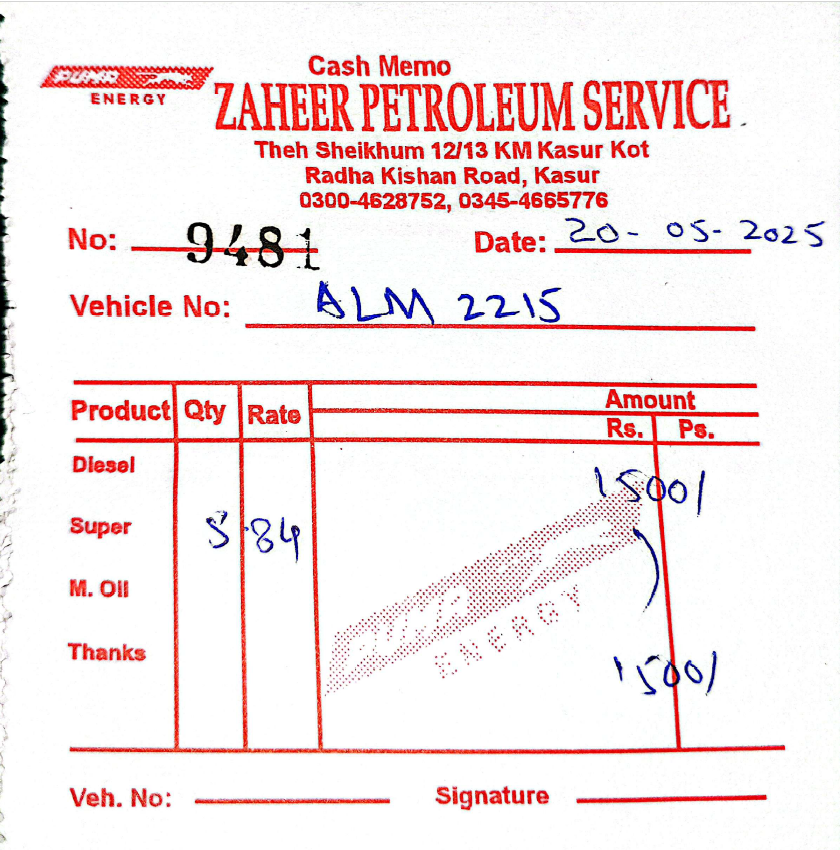 PUMA
ENERGY
Cash Memo
ZAHEER PETROLEUM SERVICE
Theh Sheikhum 12/13 KM Kasur Kot
Radha Kishan Road, Kasur
0300-4628752, 0345-4665776
No: 9481 Date: 20-05-2025
Vehicle No: ALM 2215
Product Qty Rate Amount
Rs. Ps.
Diesel 1500/
Super 5.84
M. Oil
PUMA
ENERGY
Thanks 1500/
Veh. No: Signature